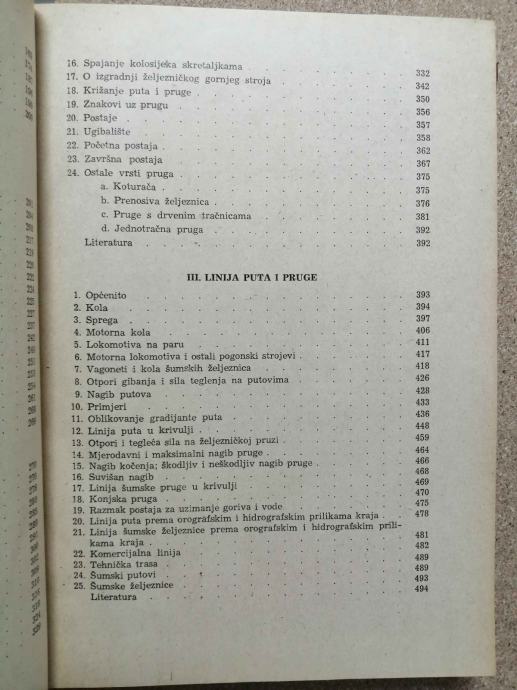 16. Spajanje kolosijeka skretaljkama . . . . . 332
17. O izgradnji željezničkog gornjeg stroja . . . . . 342
18. Križanje puta i pruge . . . . . 350
19. Znakovi uz prugu . . . . . 356
20. Postaje . . . . . 357
21. Ugibalište . . . . . 358
22. Početna postaja . . . . . 362
23. Završna postaja . . . . . 367
24. Ostale vrsti pruga . . . . . 375
a. Koturača . . . . . 375
b. Prenosiva željeznica . . . . . 376
c. Pruge s drvenim tračnicama . . . . . 381
d. Jednotračna pruga . . . . . 392
Literatura . . . . . 392
III. LINIJA PUTA I PRUGE
1. Općenito . . . . . 393
2. Kola . . . . . 394
3. Sprega . . . . . 397
4. Motorna kola . . . . . 406
5. Lokomotiva na paru . . . . . 411
6. Motorna lokomotiva i ostali pogonski strojevi . . . . . 417
7. Vagoneti i kola šumskih željeznica . . . . . 418
8. Otpori gibanja i sila teglenja na putovima . . . . . 426
9. Nagib putova . . . . . 428
10. Primjeri . . . . . 433
11. Oblikovanje gradijante puta . . . . . 436
12. Linija puta u krivulji . . . . . 448
13. Otpori i tegleća sila na željezničkoj pruzi . . . . . 459
14. Mjerodavni i maksimalni nagib pruge . . . . . 464
15. Nagib kočenja; škodljiv i neškodljiv nagib pruge . . . . . 466
16. Suvišan nagib . . . . . 468
17. Linija šumske pruge u krivulji . . . . . 469
18. Konjska pruga . . . . . 470
19. Razmak postaja za uzimanje goriva i vode . . . . . 475
20. Linija puta prema orografskim i hidrografskim prilikama kraja . 478
21. Linija šumske željeznice prema orografskim i hidrografskim prili-
kama kraja . . . . . 481
22. Komercijalna linija . . . . . 482
23. Tehnička trasa . . . . . 489
24. Šumski putovi . . . . . 489
25. Šumske željeznice . . . . . 493
Literatura . . . . . 494